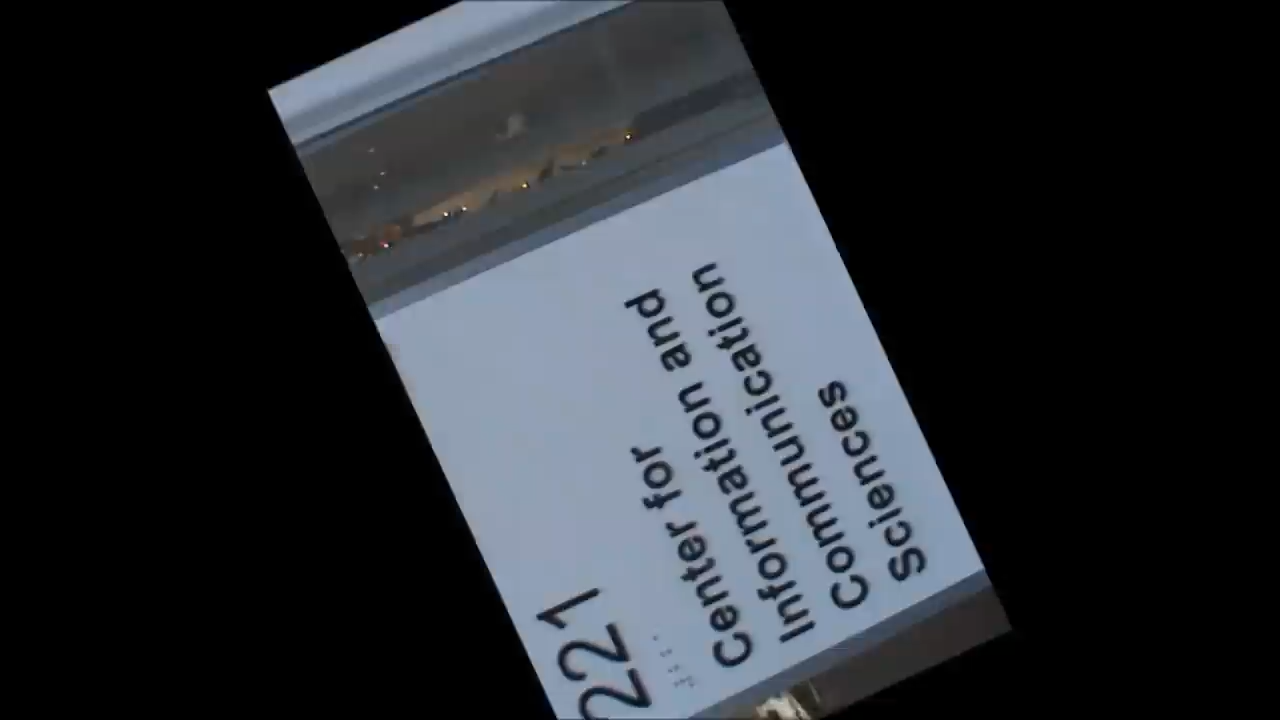 221
Center for
Information and
Communication
Sciences